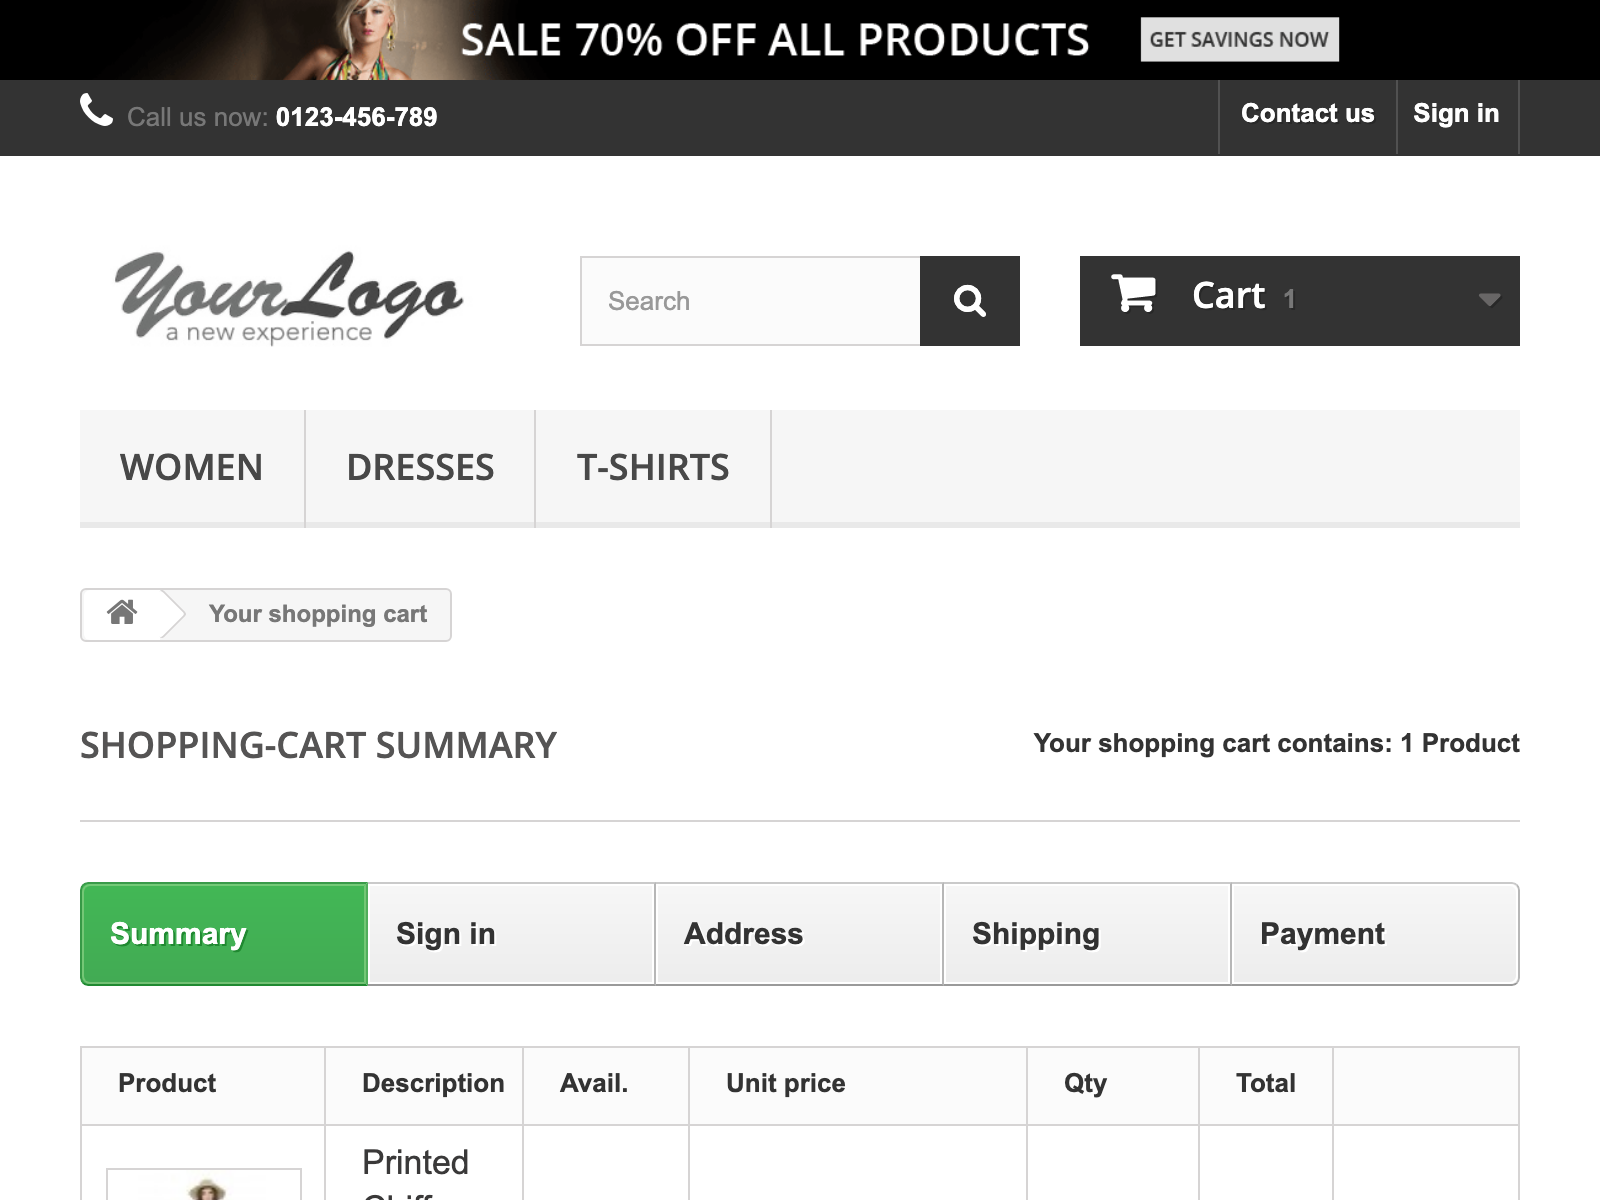 SALE 70% OFF ALL PRODUCTS
GET SAVINGS NOW
Call us now: 0123-456-789
Contact us
Sign in
YourLogo
a new experience
Search
Cart 1
WOMEN
DRESSES
T-SHIRTS
Your shopping cart
SHOPPING-CART SUMMARY
Your shopping cart contains: 1 Product
Summary
Sign in
Address
Shipping
Payment
Product
Description
Avail.
Unit price
Qty
Total
Printed